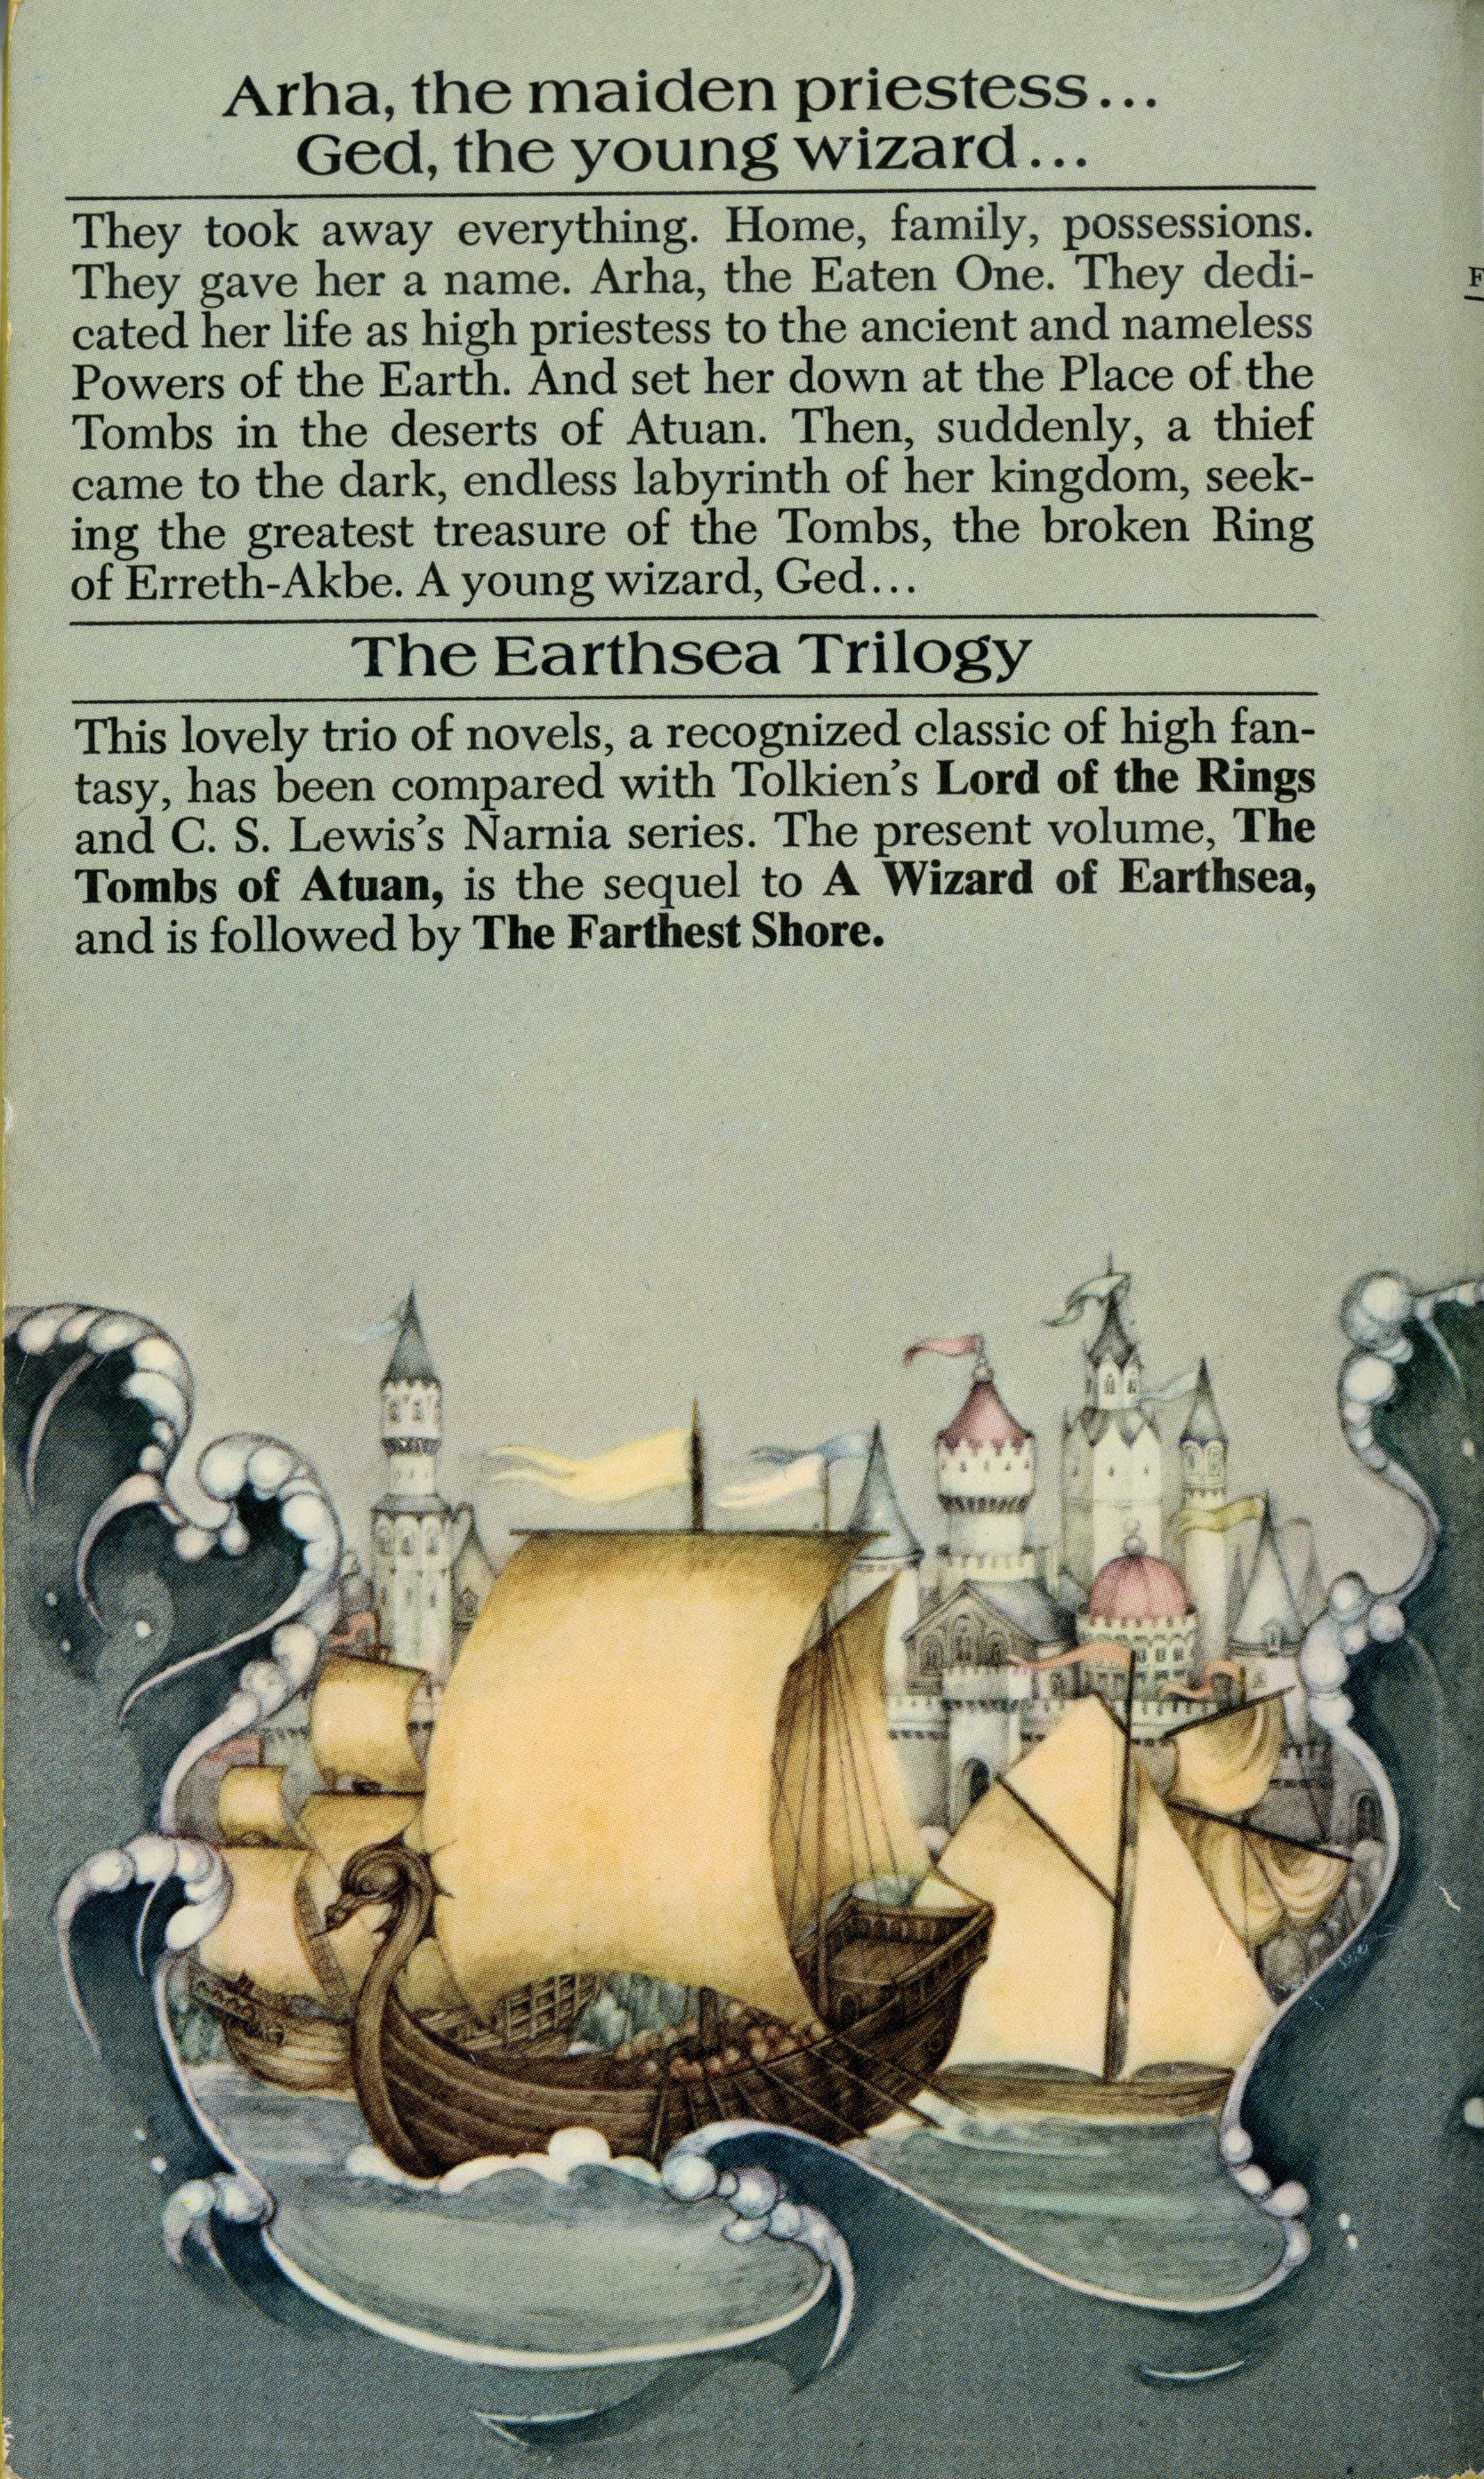 Arha, the maiden priestess...
Ged, the young wizard...
They took away everything. Home, family, possessions.
They gave her a name. Arha, the Eaten One. They dedi-
cated her life as high priestess to the ancient and nameless
Powers of the Earth. And set her down at the Place of the
Tombs in the deserts of Atuan. Then, suddenly, a thief
came to the dark, endless labyrinth of her kingdom, seek-
ing the greatest treasure of the Tombs, the broken Ring
of Erreth-Akbe. A young wizard, Ged...
The Earthsea Trilogy
This lovely trio of novels, a recognized classic of high fan-
tasy, has been compared with Tolkien's Lord of the Rings
and C. S. Lewis's Narnia series. The present volume, The
Tombs of Atuan, is the sequel to A Wizard of Earthsea,
and is followed by The Farthest Shore.
F